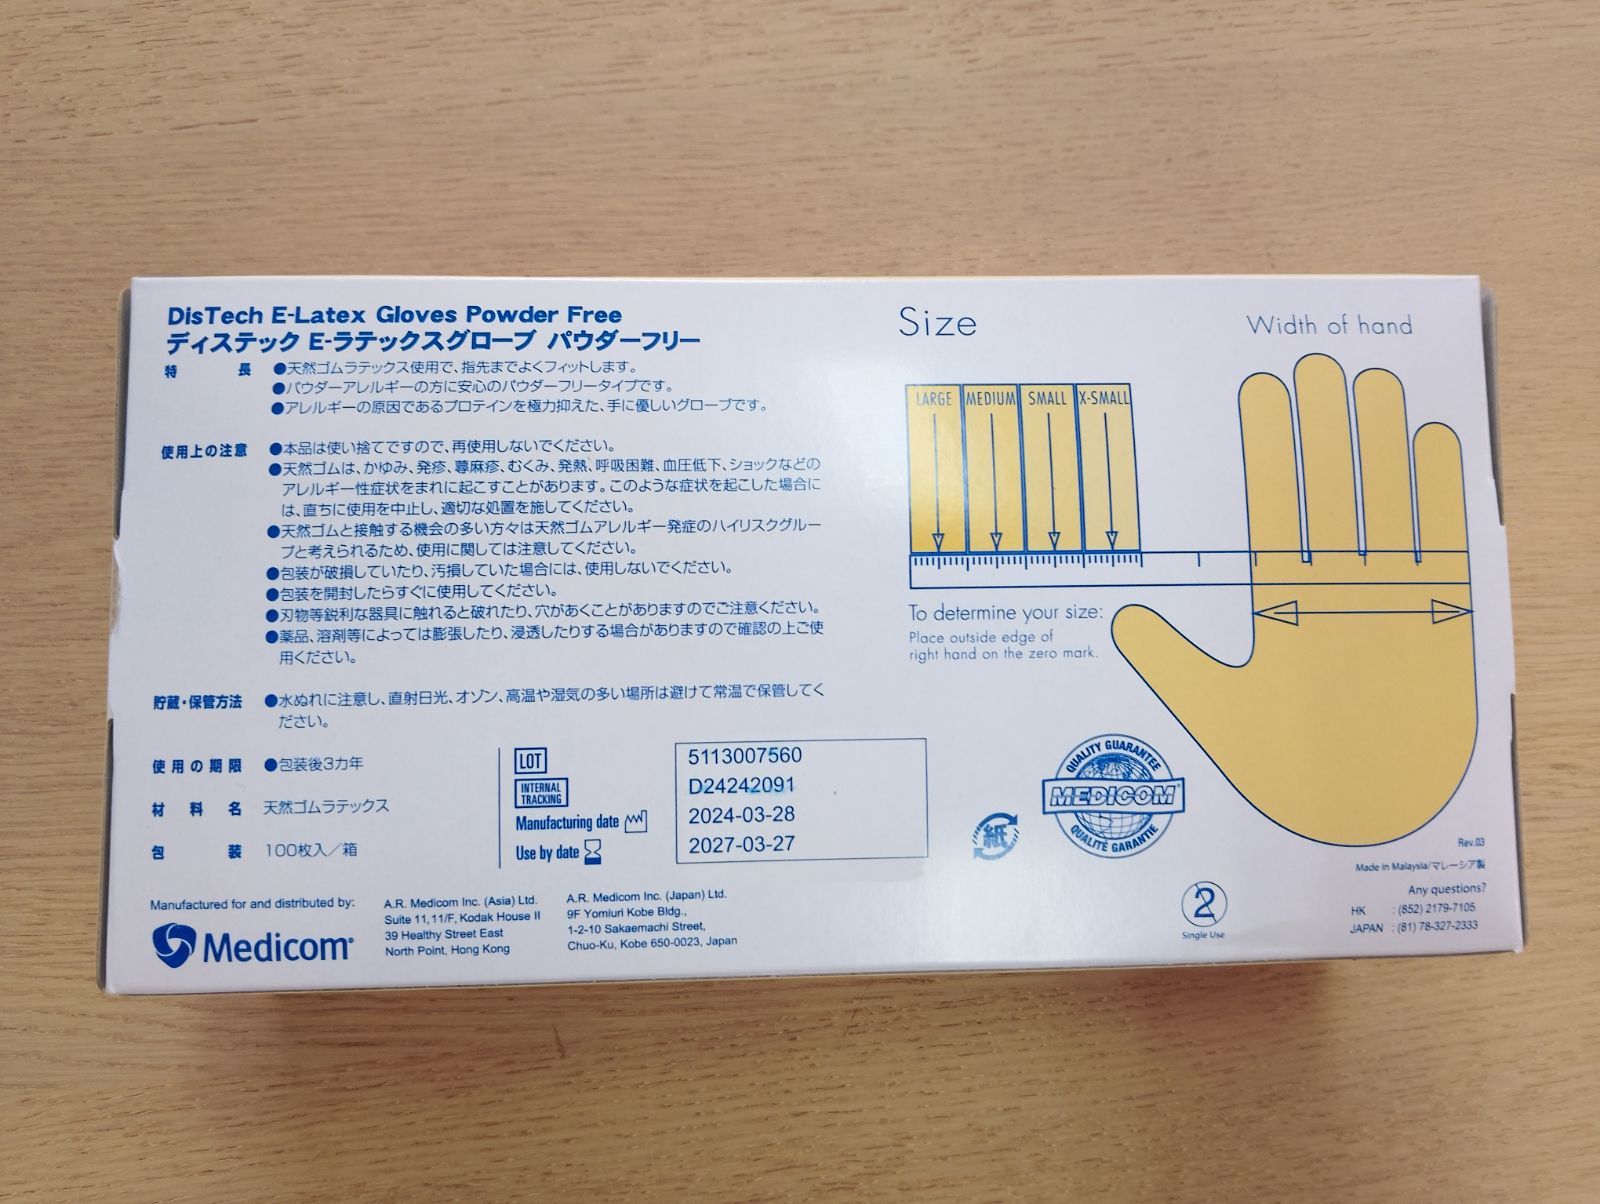 DisTech E-Latex Gloves Powder Free
ディステック E-ラテックスグローブ パウダーフリー
特長 ●天然ゴムラテックス使用で、指先までよくフィットします。
●パウダーアレルギーの方に安心のパウダーフリータイプです。
●アレルギーの原因であるプロテインを極力抑えた、手に優しいグローブです。
使用上の注意 ●本品は使い捨てですので、再使用しないでください。
●天然ゴムは、かゆみ、発疹、蕁麻疹、むくみ、発熱、呼吸困難、血圧低下、ショックなどの
アレルギー性症状をまれに起こすことがあります。このような症状を起こした場合に
は、直ちに使用を中止し、適切な処置を施してください。
●天然ゴムと接触する機会の多い方々は天然ゴムアレルギー発症のハイリスクグルー
プと考えられるため、使用に関しては注意してください。
●包装が破損していたり、汚損していた場合には、使用しないでください。
●包装を開封したらすぐに使用してください。
●刃物等鋭利な器具に触れると破れたり、穴があくことがありますのでご注意ください。
●薬品、溶剤等によっては膨張したり、浸透したりする場合がありますので確認の上ご使
用ください。
貯蔵・保管方法 ●水ぬれに注意し、直射日光、オゾン、高温や湿気の多い場所は避けて常温で保管してく
ださい。
使用の期限 ●包装後3カ年
材料名 天然ゴムラテックス
包装 100枚入/箱
LOT 5113007560
INTERNAL
TRACKING D24242091
Manufacturing date 2024-03-28
Use by date 2027-03-27
Manufactured for and distributed by:
Medicom®
A.R. Medicom Inc. (Asia) Ltd.
Suite 11,11/F, Kodak House II
39 Healthy Street East
North Point, Hong Kong
A.R. Medicom Inc. (Japan) Ltd.
9F Yomiuri Kobe Bldg.,
1-2-10 Sakaemachi Street,
Chuo-Ku, Kobe 650-0023, Japan
Size
Width of hand
LARGE MEDIUM SMALL X-SMALL
To determine your size:
Place outside edge of
right hand on the zero mark.
紙
QUALITY GUARANTEE
MEDICOM®
QUALITÉ GARANTIE
2
Single Use
Rev.03
Made in Malaysia/マレーシア製
Any questions?
HK : (852) 2179-7105
JAPAN : (81) 78-327-2333